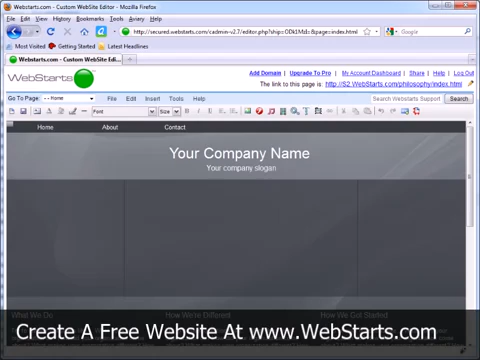 Webstarts.com - Custom WebSite Editor - Mozilla Firefox
File Edit View History Bookmarks Tools Aviary Help
Most Visited Getting Started Latest Headlines
Webstarts.com - Custom WebSite Edi...
WebStarts
Add Domain Upgrade To Pro My Account Dashboard Share Help Log Out
The link to this page is: http://S2.WebStarts.com/philosophy/index.html
Go To Page: -- Home File Edit Insert Tools Help Search Webstarts Support Search
Font Size
Home About Contact
Your Company Name
Your company slogan
What We Do How We're Different How We Got Started
Create A Free Website At www.WebStarts.com